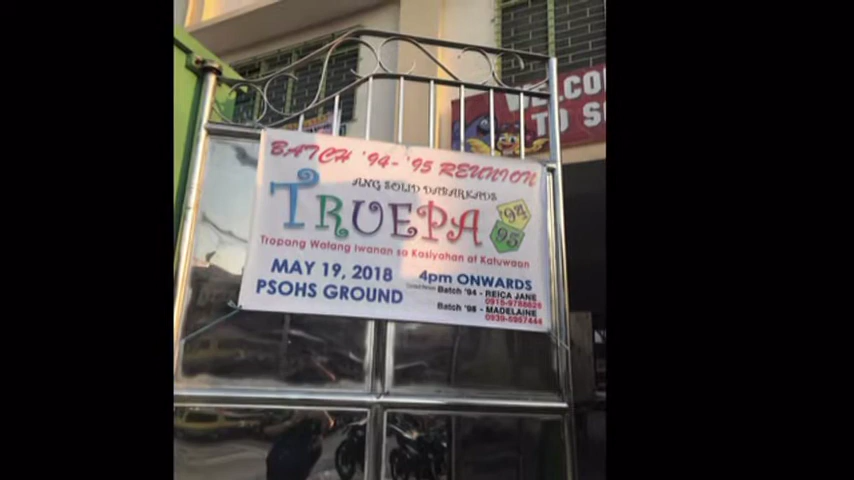 WELCO
TO S
BATCH '94- '95 REUNION
ANG SOLID DABARKADS
TRUEPA
94
95
Tropang Walang Iwanan sa Kasiyahan at Katuwaan
MAY 19, 2018
PSOHS GROUND
4pm ONWARDS
Batch '94 - REICA JANE
Batch '95 - MADELAINE